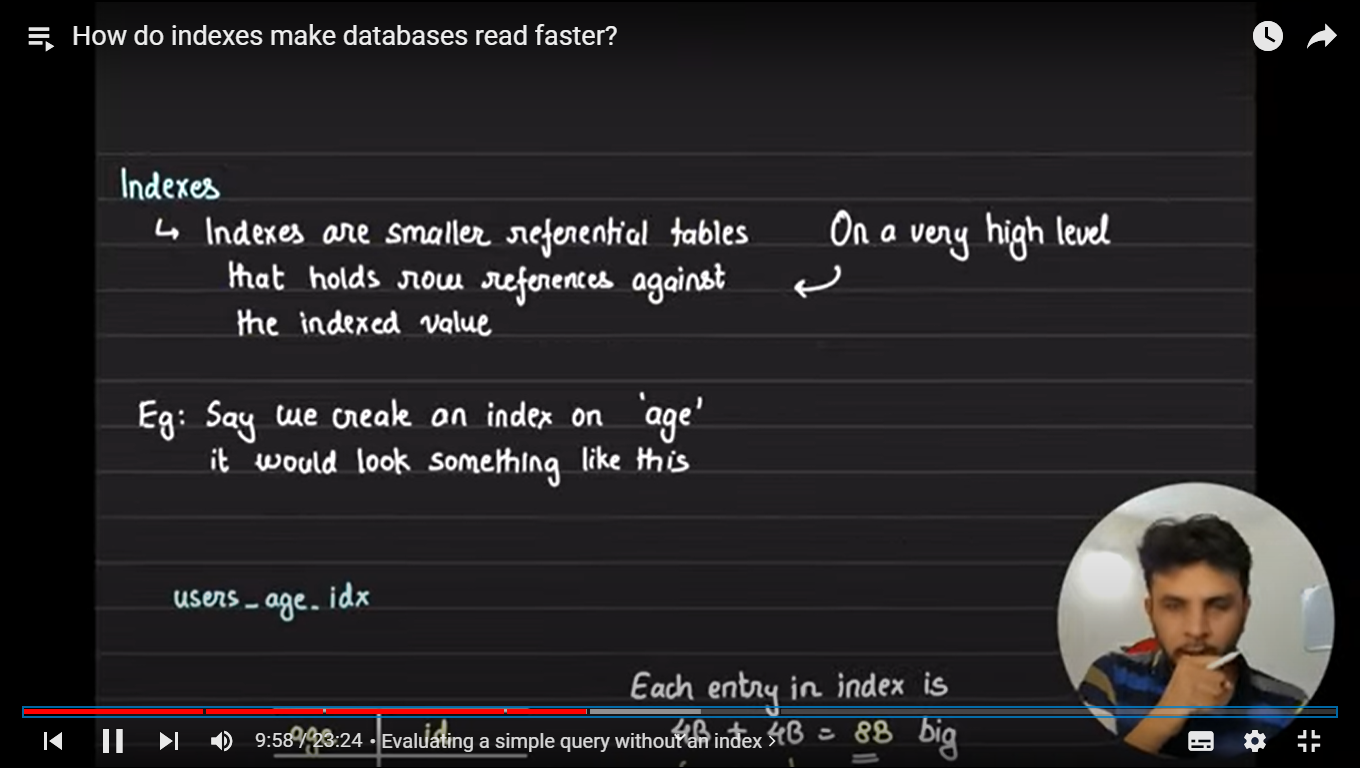 How do indexes make databases read faster?
Indexes
↳ Indexes are smaller referential tables
that holds row references against
the indexed value
On a very high level
Eg: Say we create an index on 'age'
it would look something like this
users_age_idx
Each entry in index is
age | id
4B + 4B = 8B big
9:58 / 23:24 • Evaluating a simple query without an index >